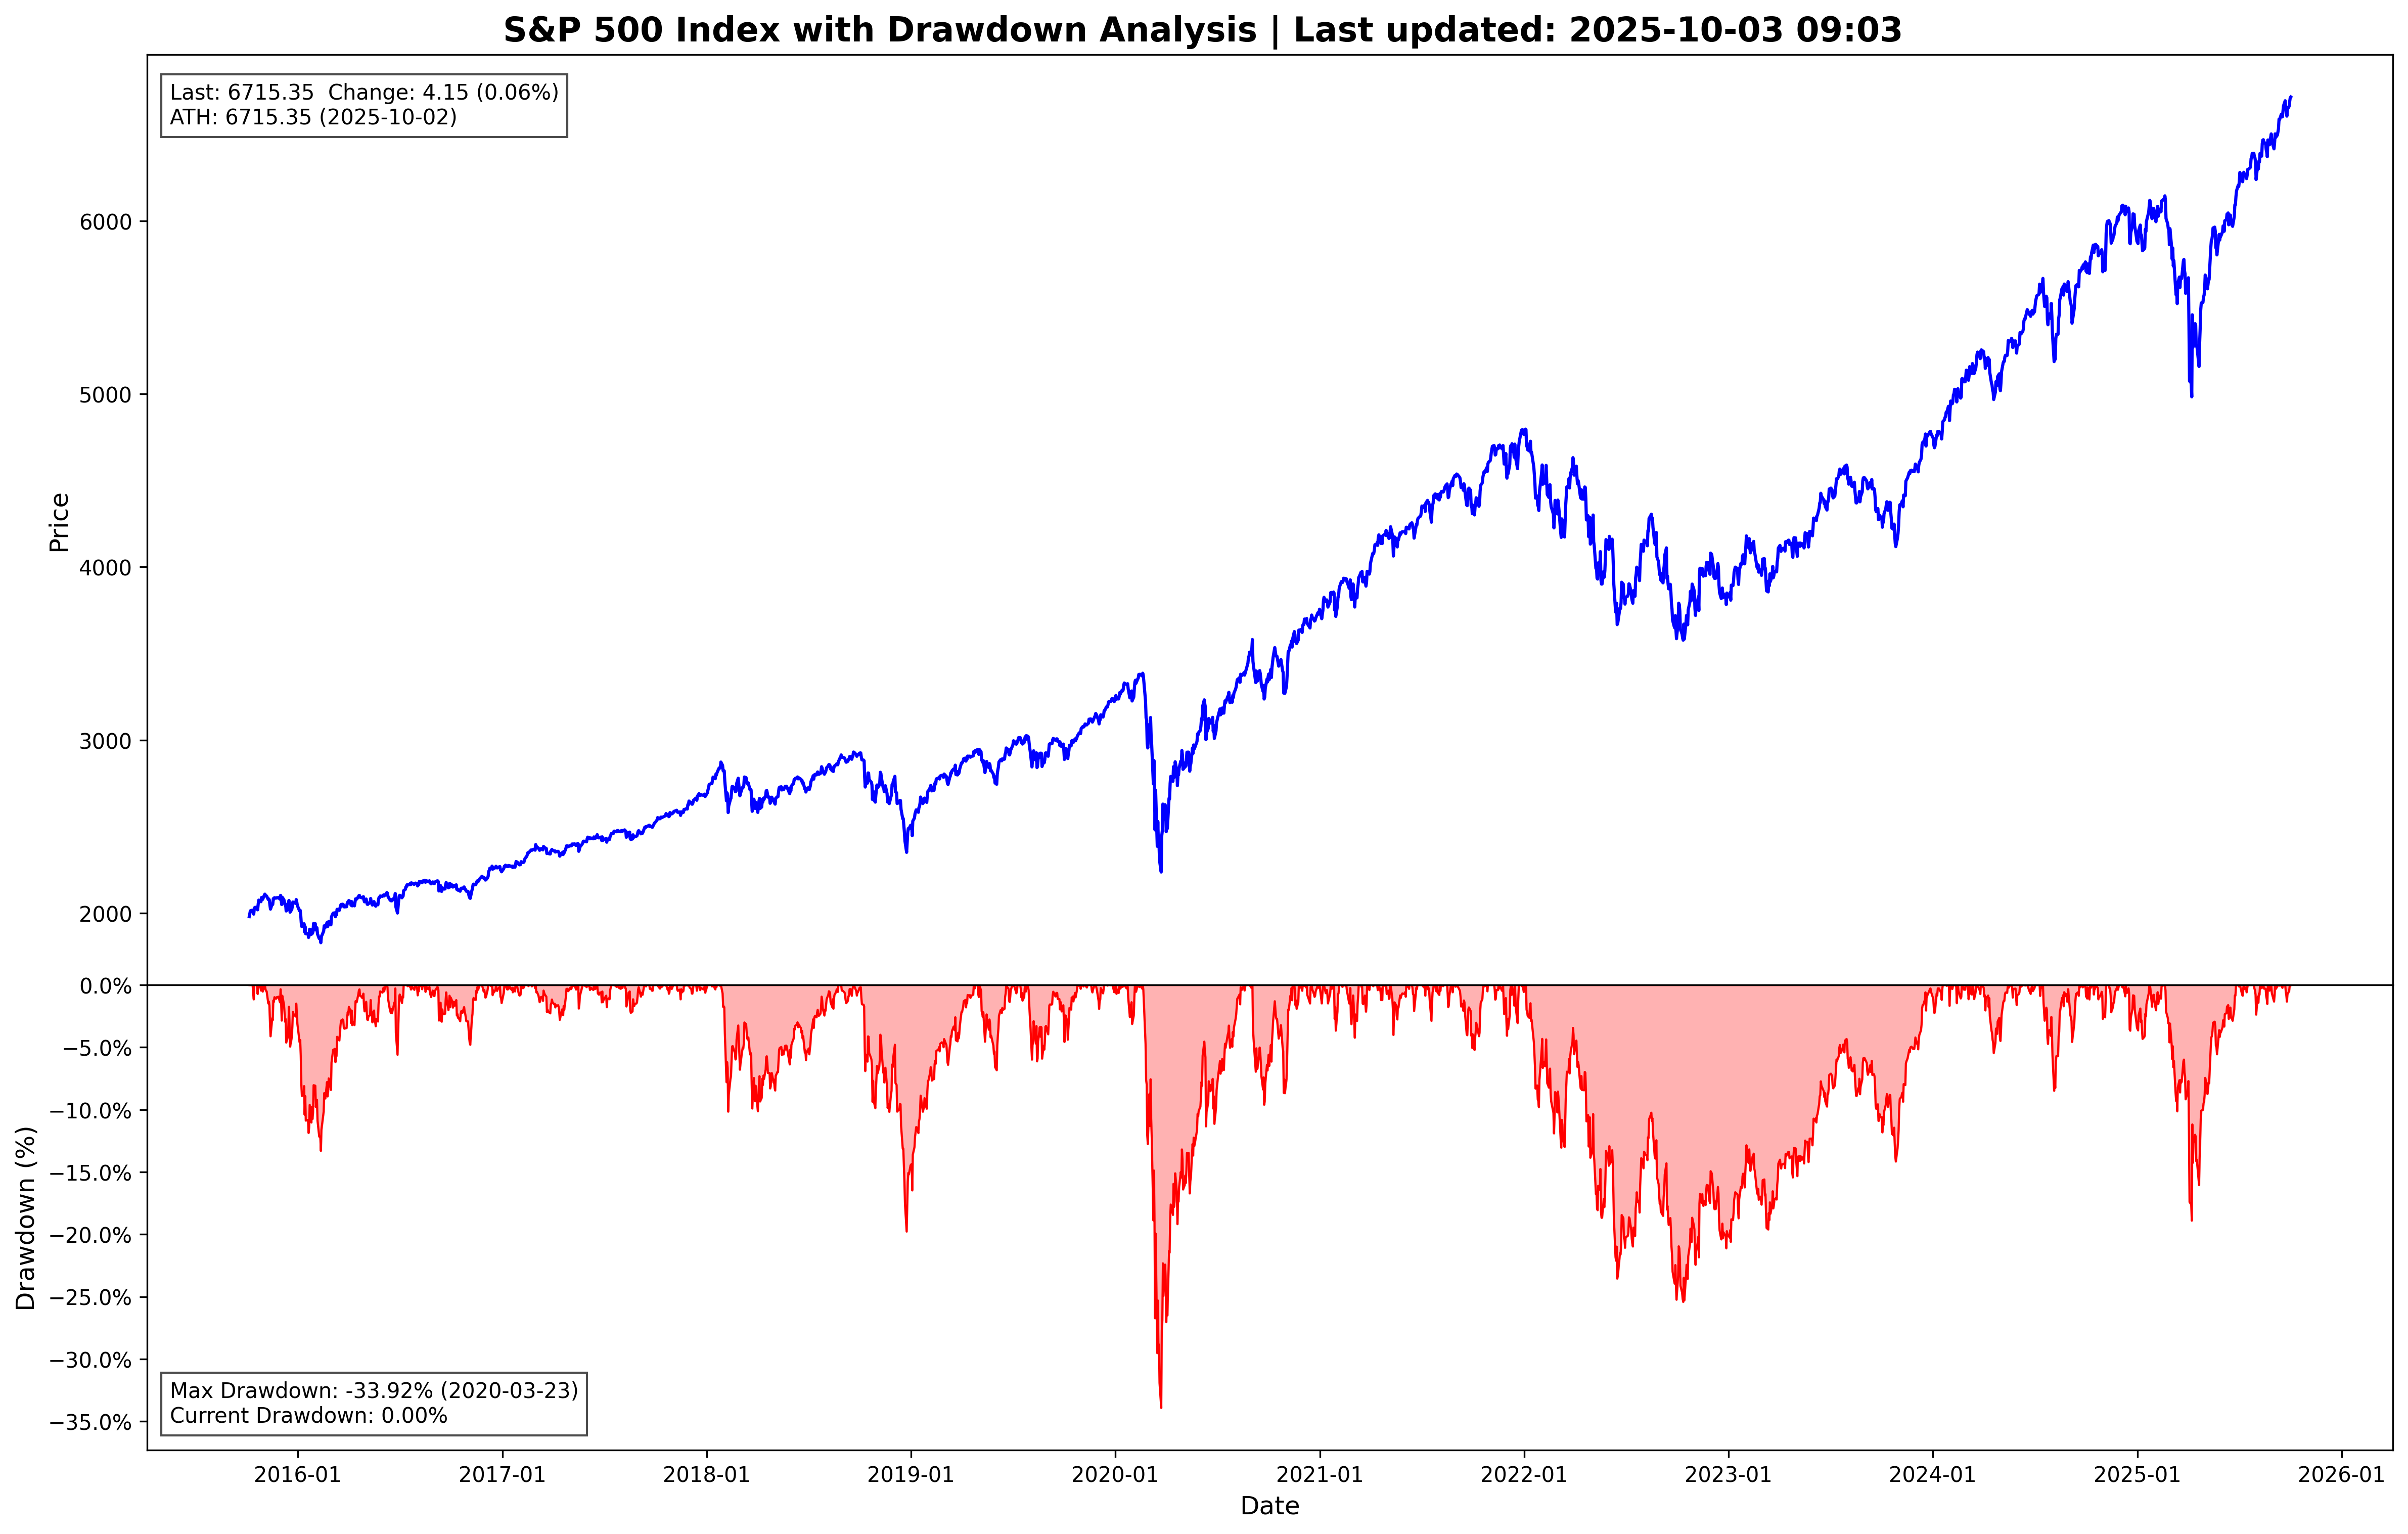 S&P 500 Index with Drawdown Analysis | Last updated: 2025-10-03 09:03
Last: 6715.35  Change: 4.15 (0.06%)
ATH: 6715.35 (2025-10-02)
Price
6000
5000
4000
3000
2000
Drawdown (%)
0.0%
−5.0%
−10.0%
−15.0%
−20.0%
−25.0%
−30.0%
−35.0%
Max Drawdown: -33.92% (2020-03-23)
Current Drawdown: 0.00%
2016-01 2017-01 2018-01 2019-01 2020-01 2021-01 2022-01 2023-01 2024-01 2025-01 2026-01
Date